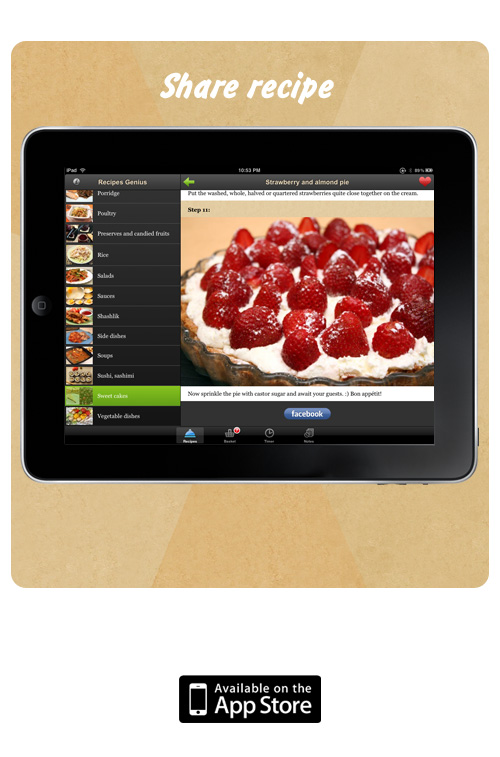 Share recipe
iPad
10:53 PM
89%
Recipes Genius
Strawberry and almond pie
Porridge
Poultry
Preserves and candied fruits
Rice
Salads
Sauces
Shashlik
Side dishes
Soups
Sushi, sashimi
Sweet cakes
Vegetable dishes
Put the washed, whole, halved or quartered strawberries quite close together on the cream.
Step 11:
Now sprinkle the pie with castor sugar and await your guests. :) Bon appétit!
facebook
Recipes
Basket
Timer
Notes
Available on the
App Store